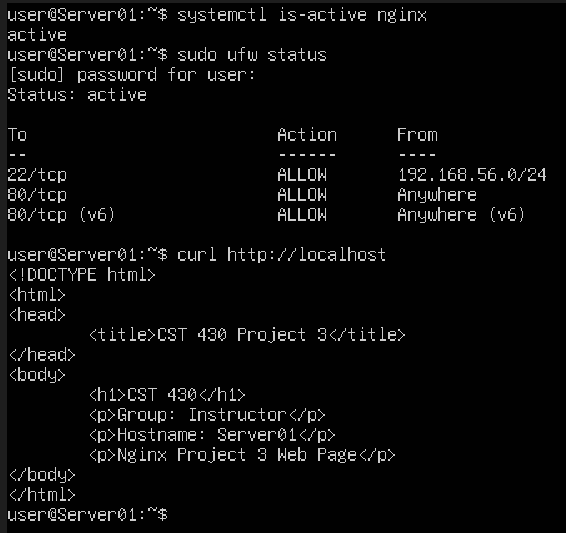 user@Server01:~$ systemctl is-active nginx
active
user@Server01:~$ sudo ufw status
[sudo] password for user:
Status: active

To                         Action      From
--                         ------      ----
22/tcp                     ALLOW       192.168.56.0/24
80/tcp                     ALLOW       Anywhere
80/tcp (v6)                ALLOW       Anywhere (v6)

user@Server01:~$ curl http://localhost
<!DOCTYPE html>
<html>
<head>
        <title>CST 430 Project 3</title>
</head>
<body>
        <h1>CST 430</h1>
        <p>Group: Instructor</p>
        <p>Hostname: Server01</p>
        <p>Nginx Project 3 Web Page</p>
</body>
</html>
user@Server01:~$